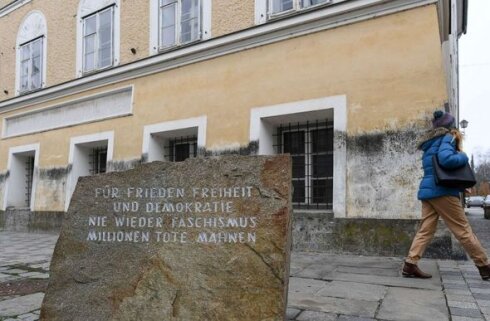 FÜR FRIEDEN FREIHEIT
UND DEMOKRATIE
NIE WIEDER FASCHISMUS
MILLIONEN TOTE MAHNEN